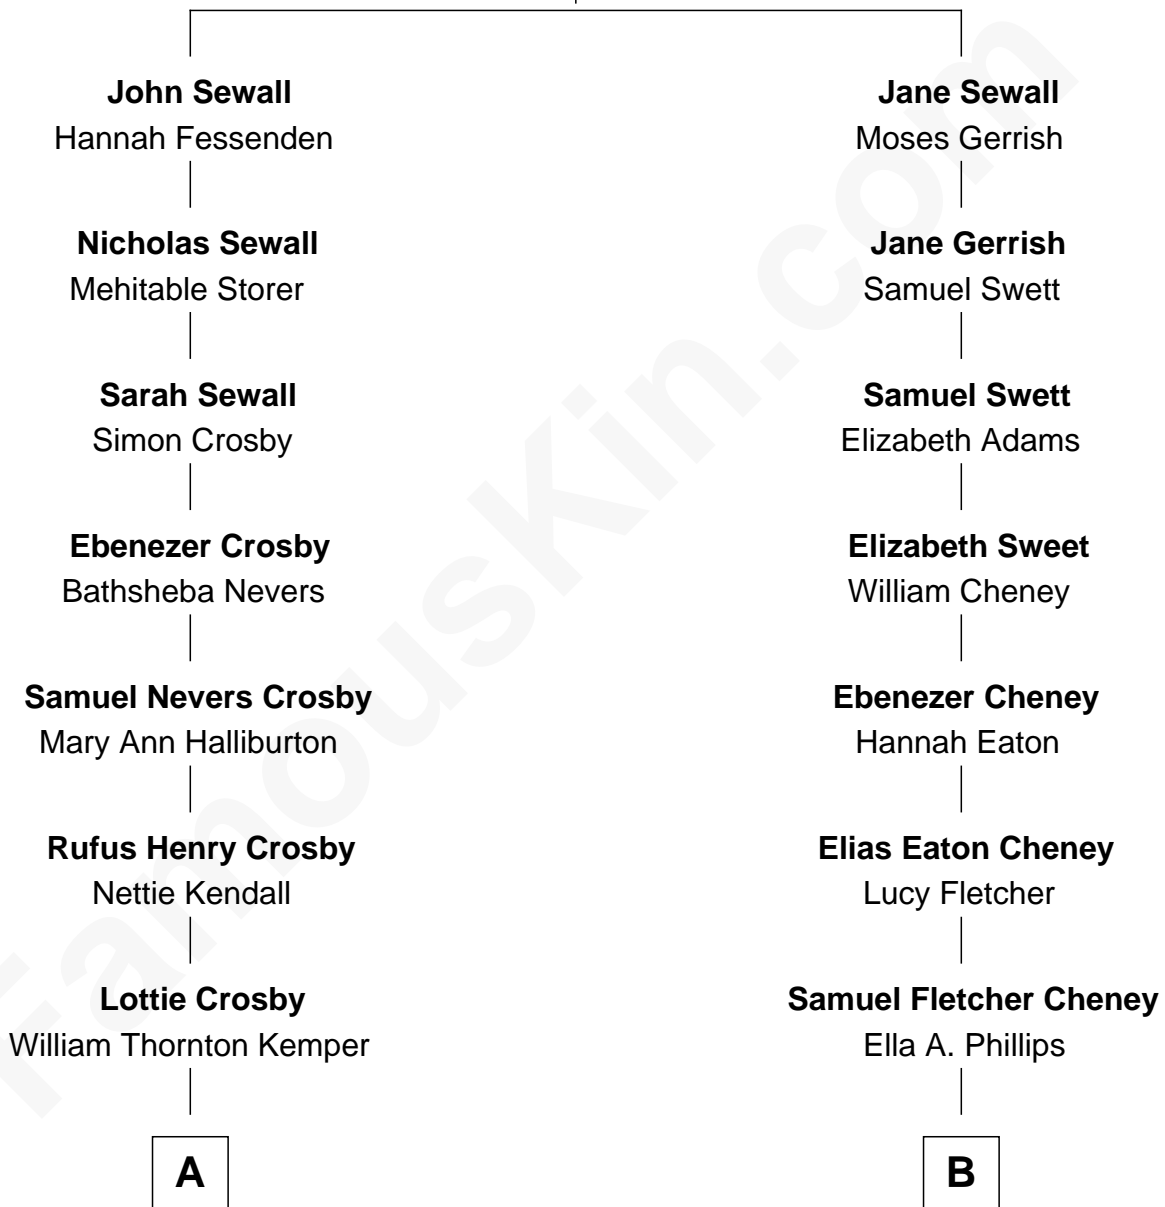 John Sewall
Hannah Fessenden
Nicholas Sewall
Mehitable Storer
Sarah Sewall
Simon Crosby
Ebenezer Crosby
Bathsheba Nevers
Samuel Nevers Crosby
Mary Ann Halliburton
Rufus Henry Crosby
Nettie Kendall
Lottie Crosby
William Thornton Kemper
A
Jane Sewall
Moses Gerrish
Jane Gerrish
Samuel Swett
Samuel Swett
Elizabeth Adams
Elizabeth Sweet
William Cheney
Ebenezer Cheney
Hannah Eaton
Elias Eaton Cheney
Lucy Fletcher
Samuel Fletcher Cheney
Ella A. Phillips
B
FamousKin.com